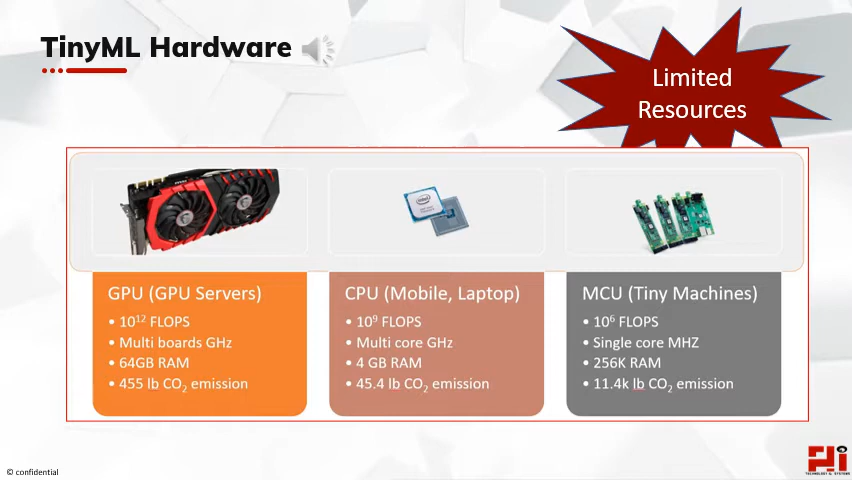 TinyML Hardware
Limited
Resources
GPU (GPU Servers)
• 10¹² FLOPS
• Multi boards GHz
• 64GB RAM
• 455 lb CO₂ emission
CPU (Mobile, Laptop)
• 10⁹ FLOPS
• Multi core GHz
• 4 GB RAM
• 45.4 lb CO₂ emission
MCU (Tiny Machines)
• 10⁶ FLOPS
• Single core MHZ
• 256K RAM
• 11.4k lb CO₂ emission
© confidential